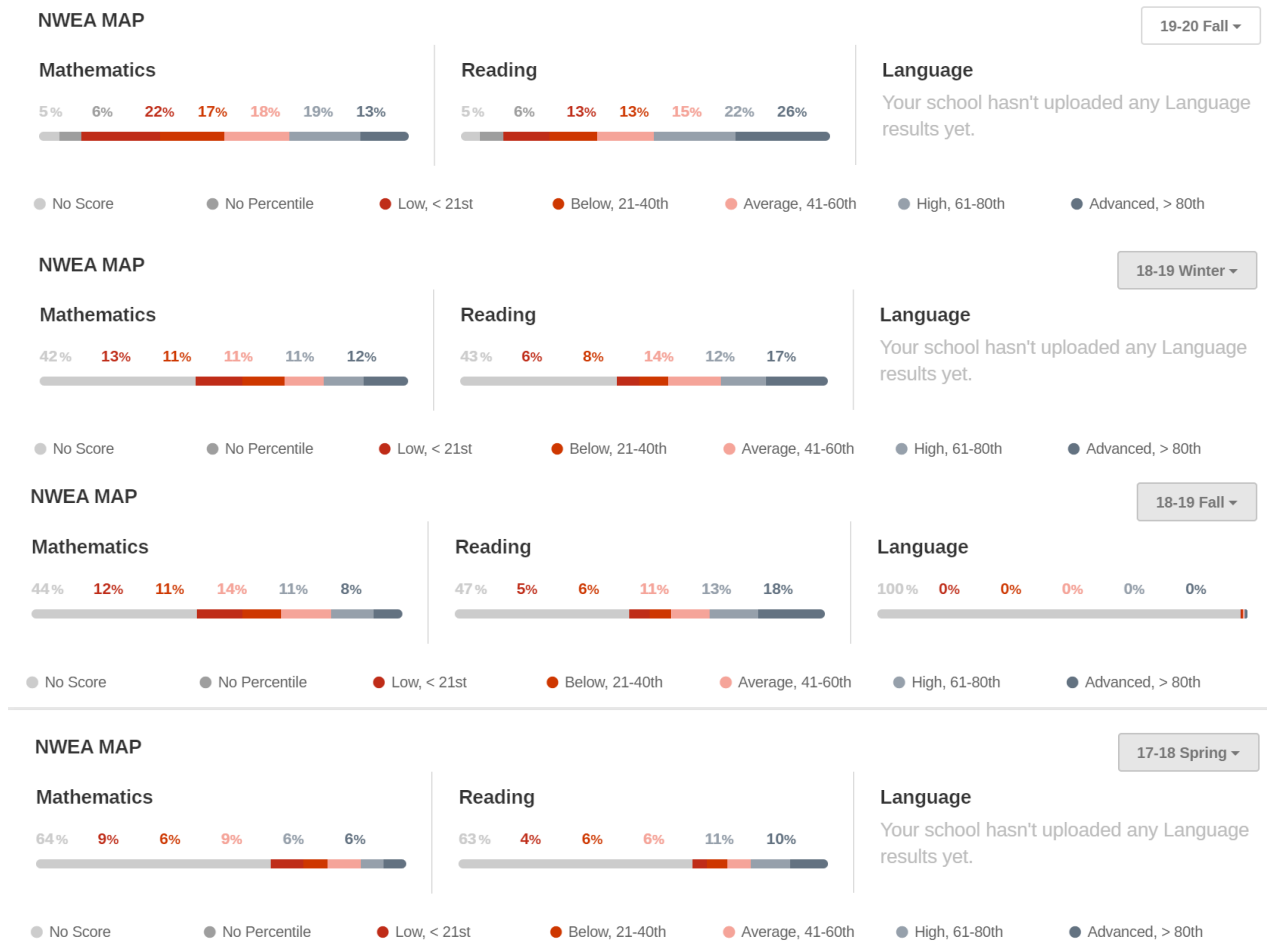 NWEA MAP
19-20 Fall
Mathematics
Reading
Language
5% 6% 22% 17% 18% 19% 13%
5% 6% 13% 13% 15% 22% 26%
Your school hasn't uploaded any Language
results yet.
No Score No Percentile Low, < 21st Below, 21-40th Average, 41-60th High, 61-80th Advanced, > 80th
NWEA MAP
18-19 Winter
Mathematics
Reading
Language
42% 13% 11% 11% 11% 12%
43% 6% 8% 14% 12% 17%
Your school hasn't uploaded any Language
results yet.
No Score No Percentile Low, < 21st Below, 21-40th Average, 41-60th High, 61-80th Advanced, > 80th
NWEA MAP
18-19 Fall
Mathematics
Reading
Language
44% 12% 11% 14% 11% 8%
47% 5% 6% 11% 13% 18%
100% 0% 0% 0% 0% 0%
No Score No Percentile Low, < 21st Below, 21-40th Average, 41-60th High, 61-80th Advanced, > 80th
NWEA MAP
17-18 Spring
Mathematics
Reading
Language
64% 9% 6% 9% 6% 6%
63% 4% 6% 6% 11% 10%
Your school hasn't uploaded any Language
results yet.
No Score No Percentile Low, < 21st Below, 21-40th Average, 41-60th High, 61-80th Advanced, > 80th